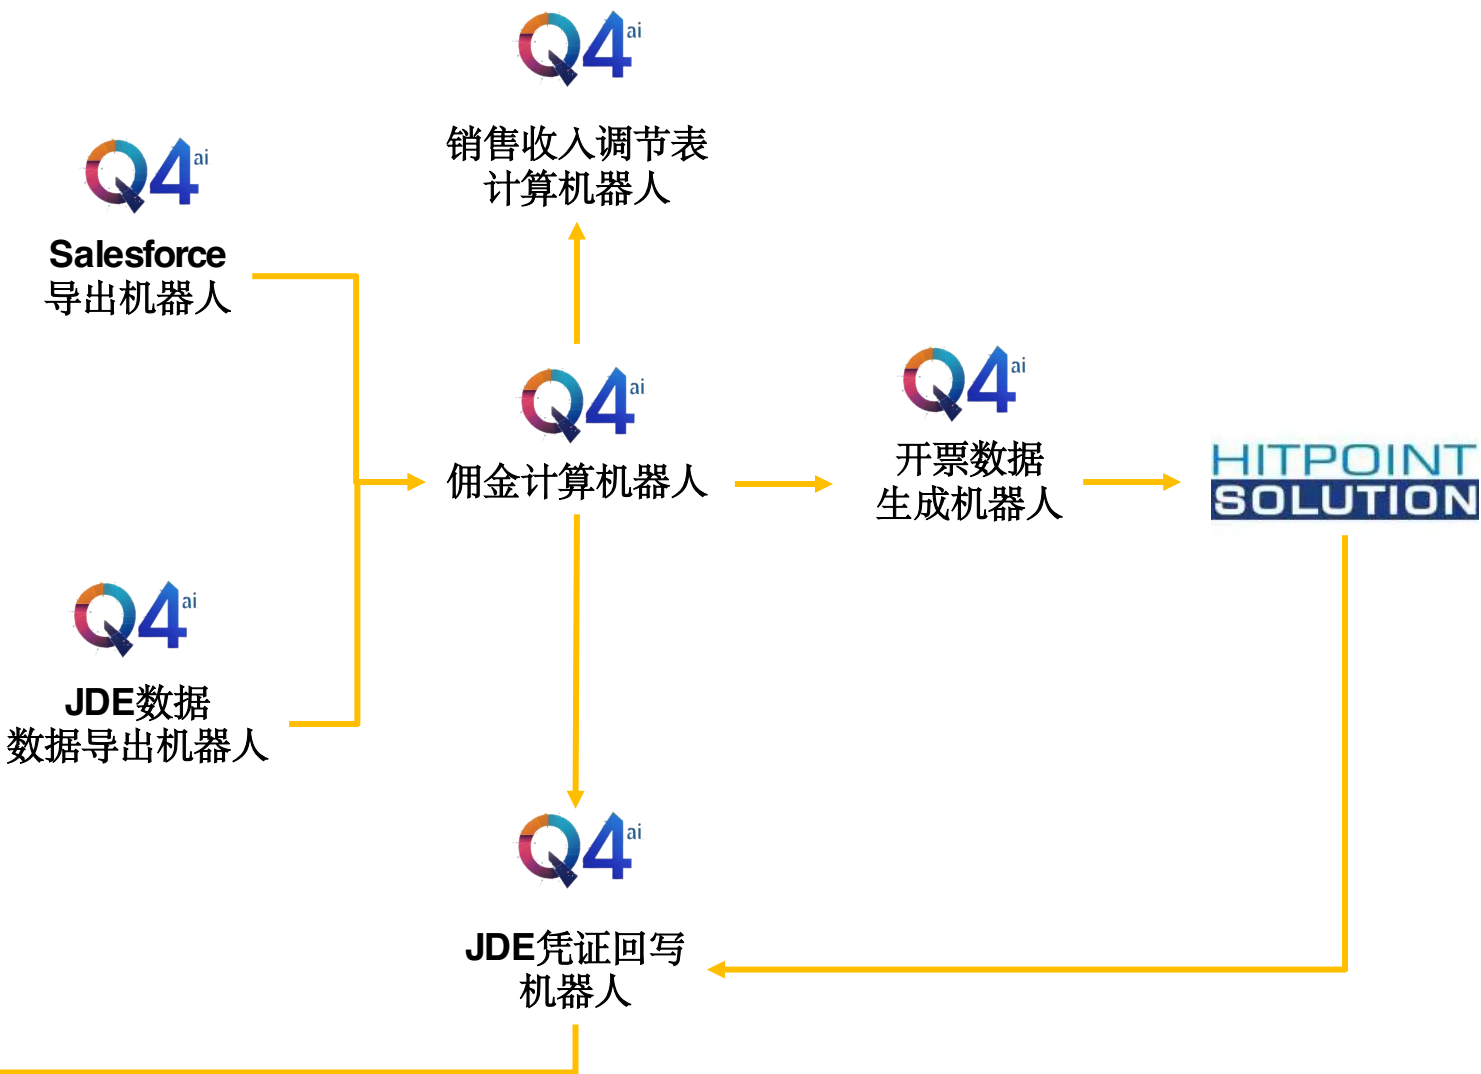 Q4ai
销售收入调节表
计算机器人
Q4ai
Salesforce
导出机器人
Q4ai
佣金计算机器人
Q4ai
开票数据
生成机器人
HITPOINT
SOLUTION
Q4ai
JDE数据
数据导出机器人
Q4ai
JDE凭证回写
机器人